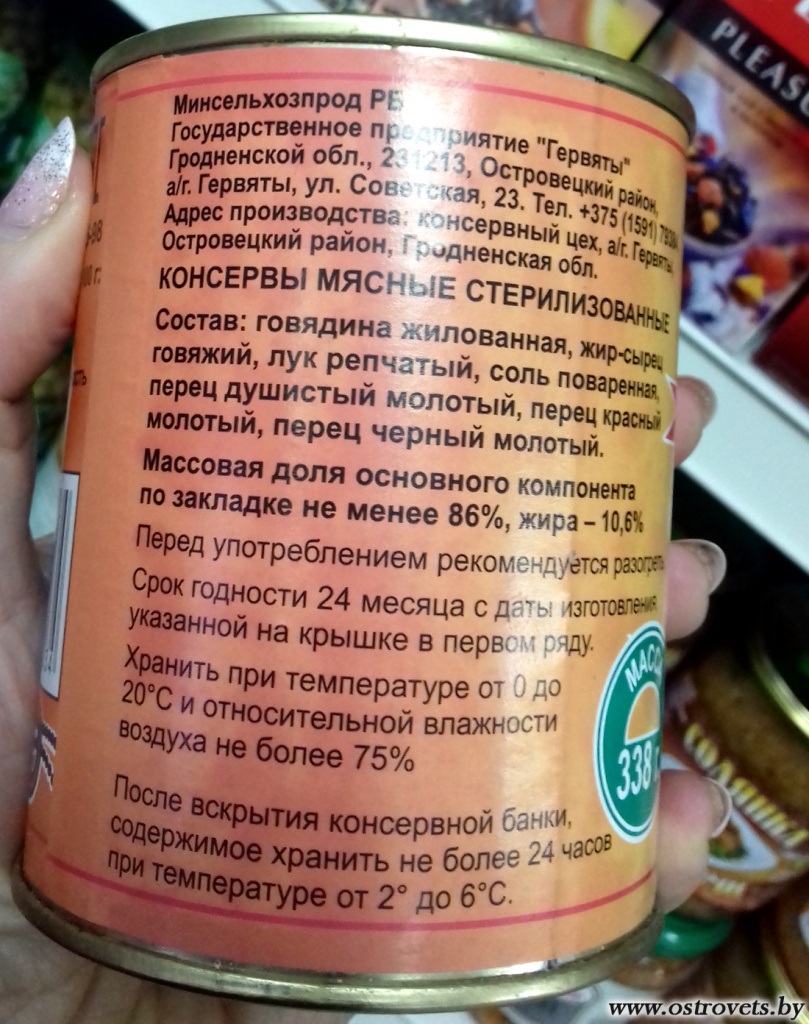 Минсельхозпрод РБ
Государственное предприятие "Гервяты"
Гродненской обл., 231213, Островецкий район,
а/г. Гервяты, ул. Советская, 23. Тел. +375 (1591)
Адрес производства: консервный цех, а/г. Гервяты,
Островецкий район, Гродненская обл.
КОНСЕРВЫ МЯСНЫЕ СТЕРИЛИЗОВАННЫЕ
Состав: говядина жилованная, жир-сырец
говяжий, лук репчатый, соль поваренная,
перец душистый молотый, перец красный
молотый, перец черный молотый.
Массовая доля основного компонента
по закладке не менее 86%, жира – 10,6%
Перед употреблением рекомендуется разогреть
Срок годности 24 месяца с даты изготовления,
указанной на крышке в первом ряду.
Хранить при температуре от 0 до
20°C и относительной влажности
воздуха не более 75%
После вскрытия консервной банки,
содержимое хранить не более 24 часов
при температуре от 2° до 6°C.
МАССА
338 г
PLEAS
СОЛЯНКА
www.ostrovets.by